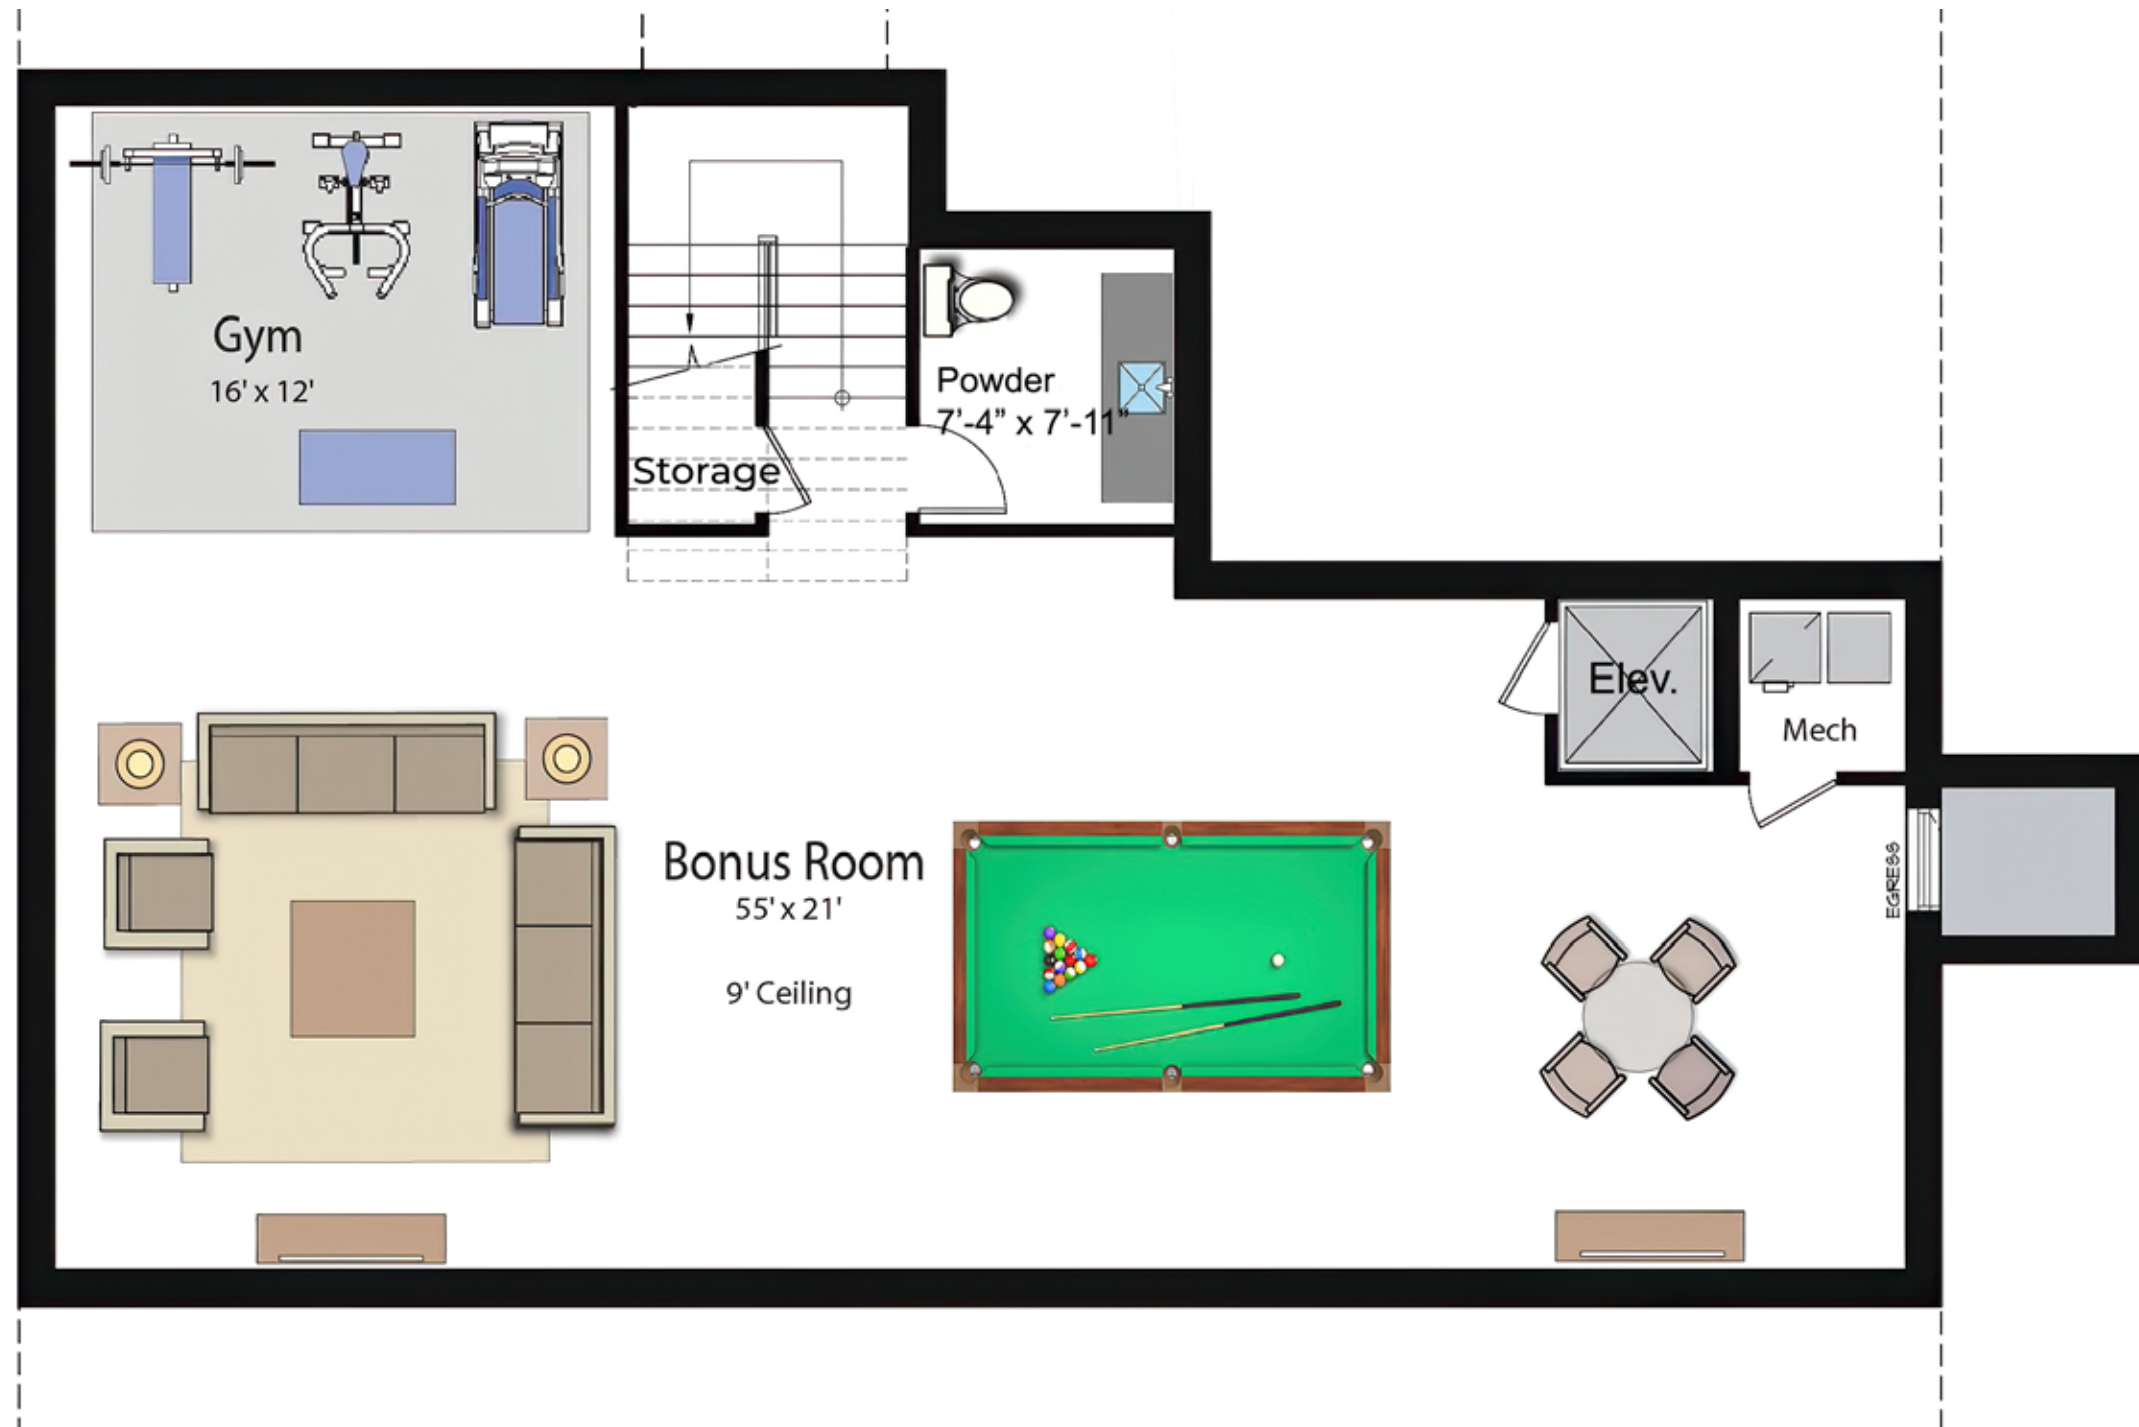 Gym
16' x 12'
Powder
7'-4” x 7'-11”
Storage
Elev.
Mech
Bonus Room
55' x 21'
9' Ceiling
EGRESS